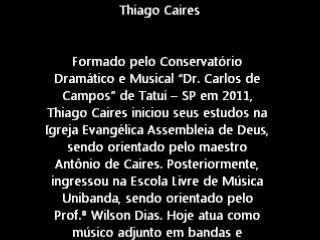 Thiago Caires
Formado pelo Conservatório
Dramático e Musical “Dr. Carlos de
Campos” de Tatuí – SP em 2011,
Thiago Caires iniciou seus estudos na
Igreja Evangélica Assembleia de Deus,
sendo orientado pelo maestro
Antônio de Caires. Posteriormente,
ingressou na Escola Livre de Música
Unibanda, sendo orientado pelo
Prof.º Wilson Dias. Hoje atua como
músico adjunto em bandas e